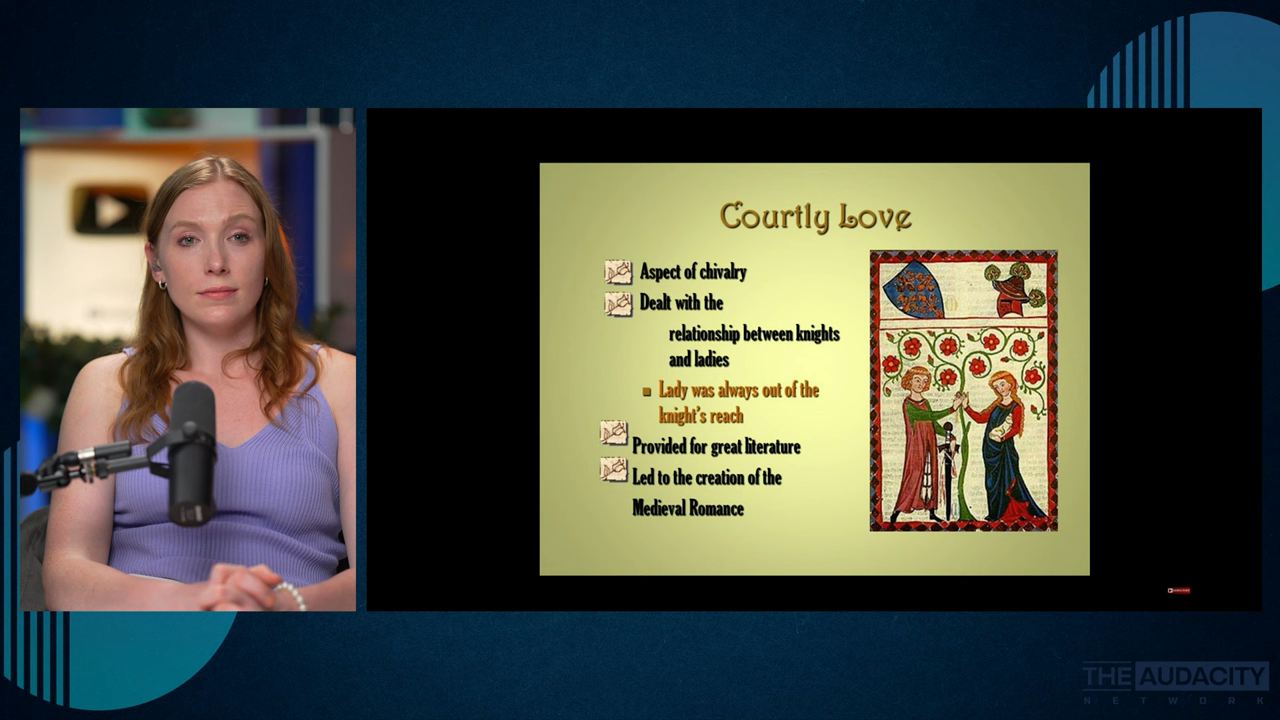 Courtly Love
Aspect of chivalry
Dealt with the
relationship between knights
and ladies
Lady was always out of the
knight's reach
Provided for great literature
Led to the creation of the
Medieval Romance
THE AUDACITY
NETWORK